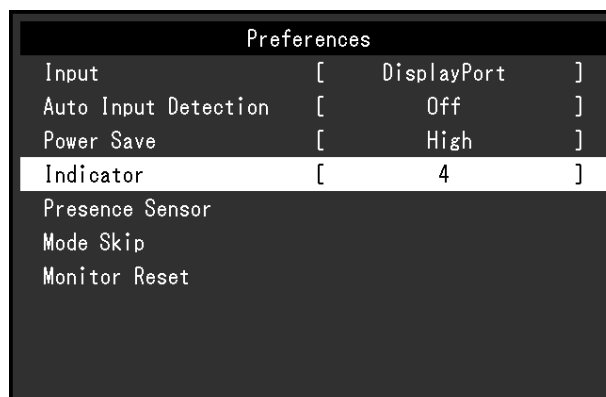 Preferences
Input [ DisplayPort ]
Auto Input Detection [ Off ]
Power Save [ High ]
Indicator [ 4 ]
Presence Sensor
Mode Skip
Monitor Reset